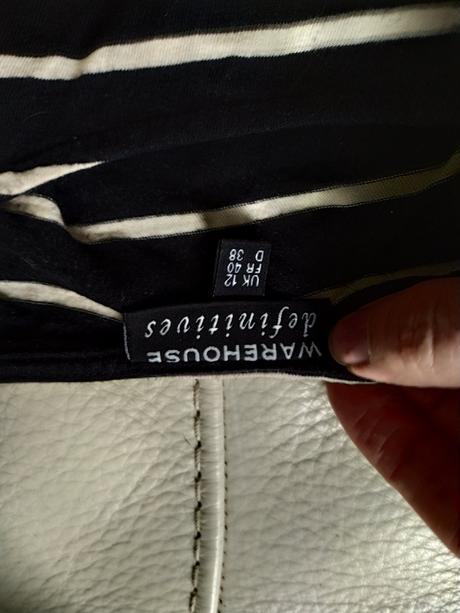 WAREHOUSE
definitives
UK 12
FR 40
D 38